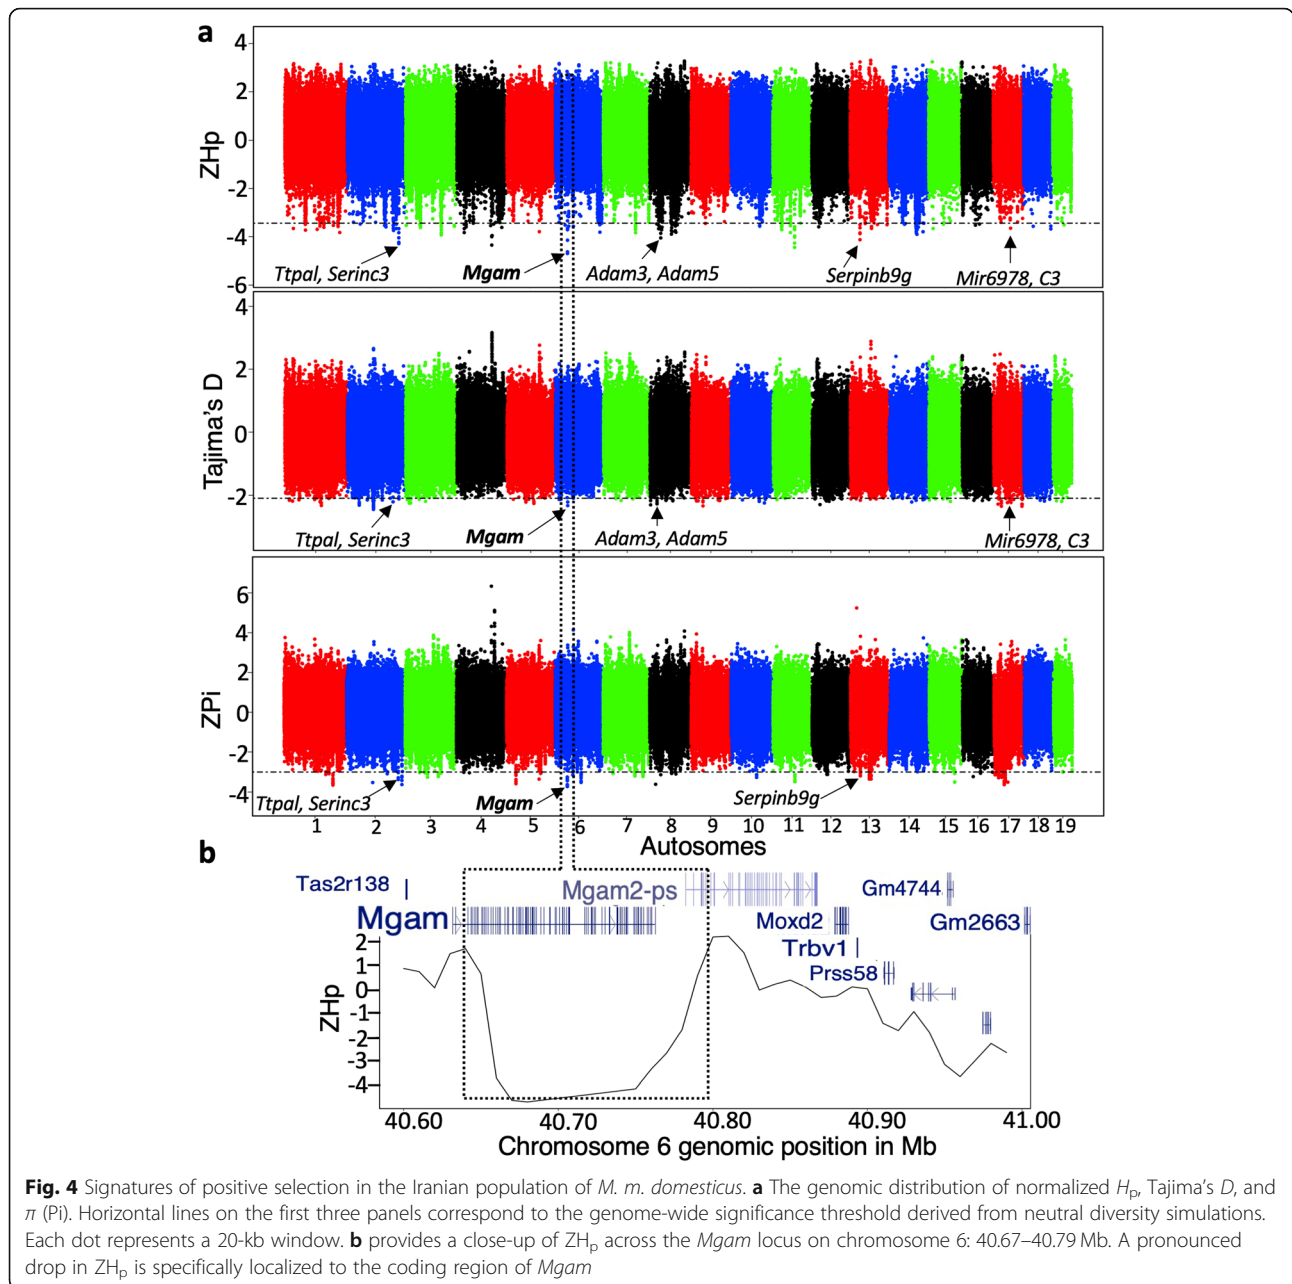 a
4
2
0
-2
-4
-6
ZHp
Ttpal, Serinc3
Mgam
Adam3, Adam5
Serpinb9g
Mir6978, C3
4
2
0
-2
Tajima's D
Ttpal, Serinc3
Mgam
Adam3, Adam5
Mir6978, C3
6
4
2
0
-2
-4
ZPi
Ttpal, Serinc3
Mgam
Serpinb9g
1 2 3 4 5 6 7 8 9 10 11 12 13 14 15 16 17 18 19
Autosomes
b
Tas2r138
Mgam2-ps
Gm4744
Mgam
Moxd2
Gm2663
Trbv1
Prss58
2
1
0
-1
-2
-3
-4
ZHp
40.60 40.70 40.80 40.90 41.00
Chromosome 6 genomic position in Mb
Fig. 4 Signatures of positive selection in the Iranian population of M. m. domesticus. a The genomic distribution of normalized Hp, Tajima's D, and
π (Pi). Horizontal lines on the first three panels correspond to the genome-wide significance threshold derived from neutral diversity simulations.
Each dot represents a 20-kb window. b provides a close-up of ZHp across the Mgam locus on chromosome 6: 40.67–40.79 Mb. A pronounced
drop in ZHp is specifically localized to the coding region of Mgam